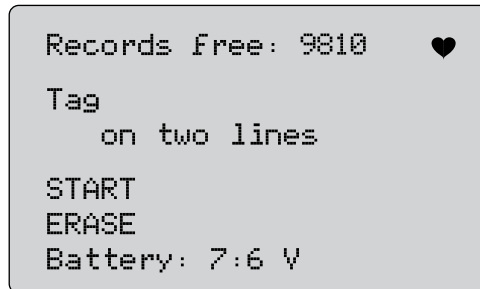 Records free: 9810
Tag
on two lines
START
ERASE
Battery: 7:6 V